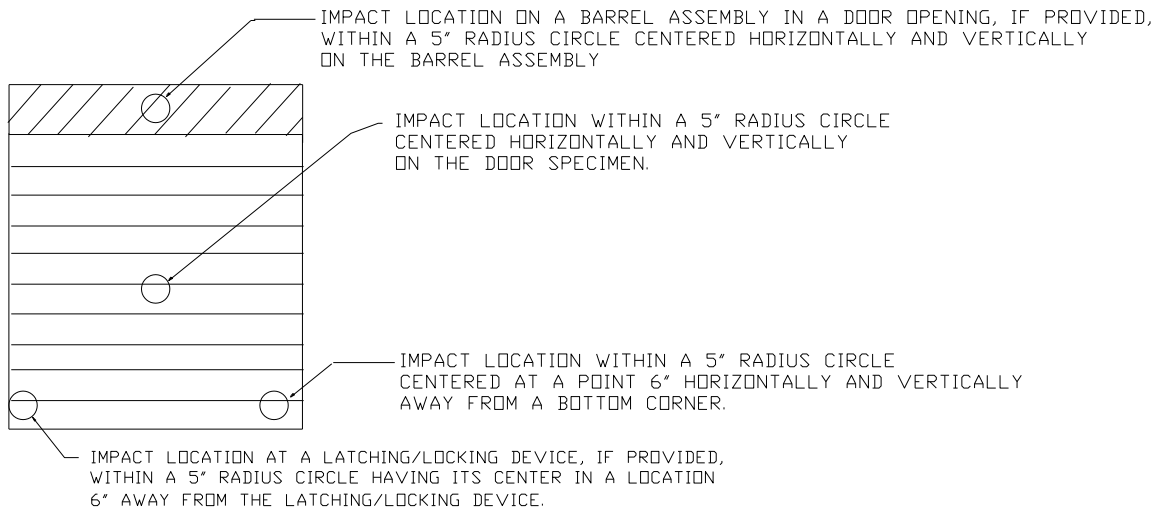 IMPACT LOCATION ON A BARREL ASSEMBLY IN A DOOR OPENING, IF PROVIDED,
WITHIN A 5" RADIUS CIRCLE CENTERED HORIZONTALLY AND VERTICALLY
ON THE BARREL ASSEMBLY
IMPACT LOCATION WITHIN A 5" RADIUS CIRCLE
CENTERED HORIZONTALLY AND VERTICALLY
ON THE DOOR SPECIMEN.
IMPACT LOCATION WITHIN A 5" RADIUS CIRCLE
CENTERED AT A POINT 6" HORIZONTALLY AND VERTICALLY
AWAY FROM A BOTTOM CORNER.
IMPACT LOCATION AT A LATCHING/LOCKING DEVICE, IF PROVIDED,
WITHIN A 5" RADIUS CIRCLE HAVING ITS CENTER IN A LOCATION
6" AWAY FROM THE LATCHING/LOCKING DEVICE.